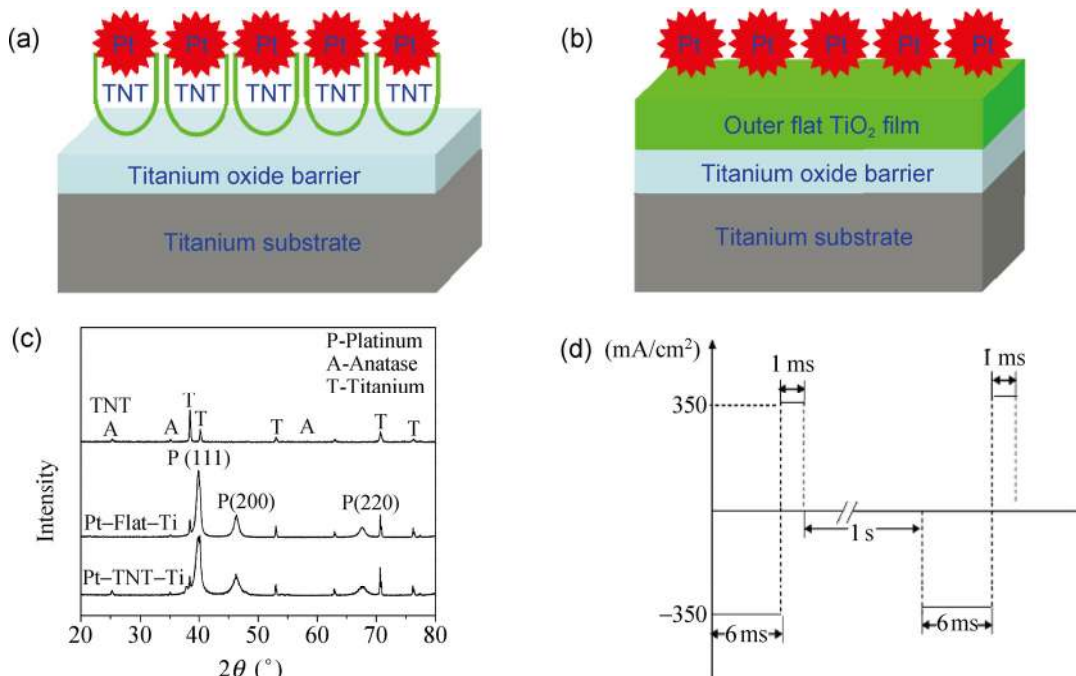 (a)
Pt Pt Pt Pt Pt
TNT TNT TNT TNT TNT
Titanium oxide barrier
Titanium substrate
(b)
Pt Pt Pt Pt Pt
Outer flat TiO₂ film
Titanium oxide barrier
Titanium substrate
(c)
P-Platinum
A-Anatase
T-Titanium
TNT
A A T T T A T T
P (111)
P(200)
P(220)
Pt–Flat–Ti
Pt–TNT–Ti
Intensity
20 30 40 50 60 70 80
2θ (°)
(d) (mA/cm²)
1 ms
1 ms
350
1 s
–350
6 ms
6 ms